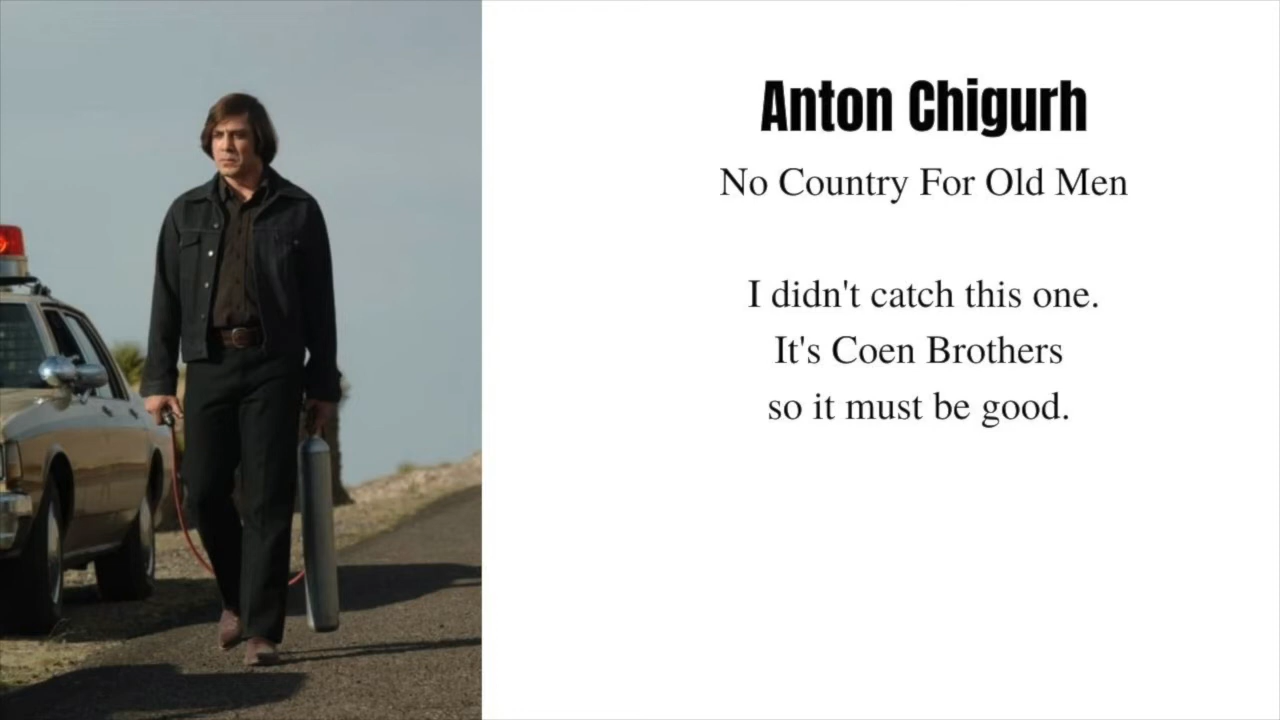 Anton Chigurh
No Country For Old Men
I didn't catch this one.
It's Coen Brothers
so it must be good.